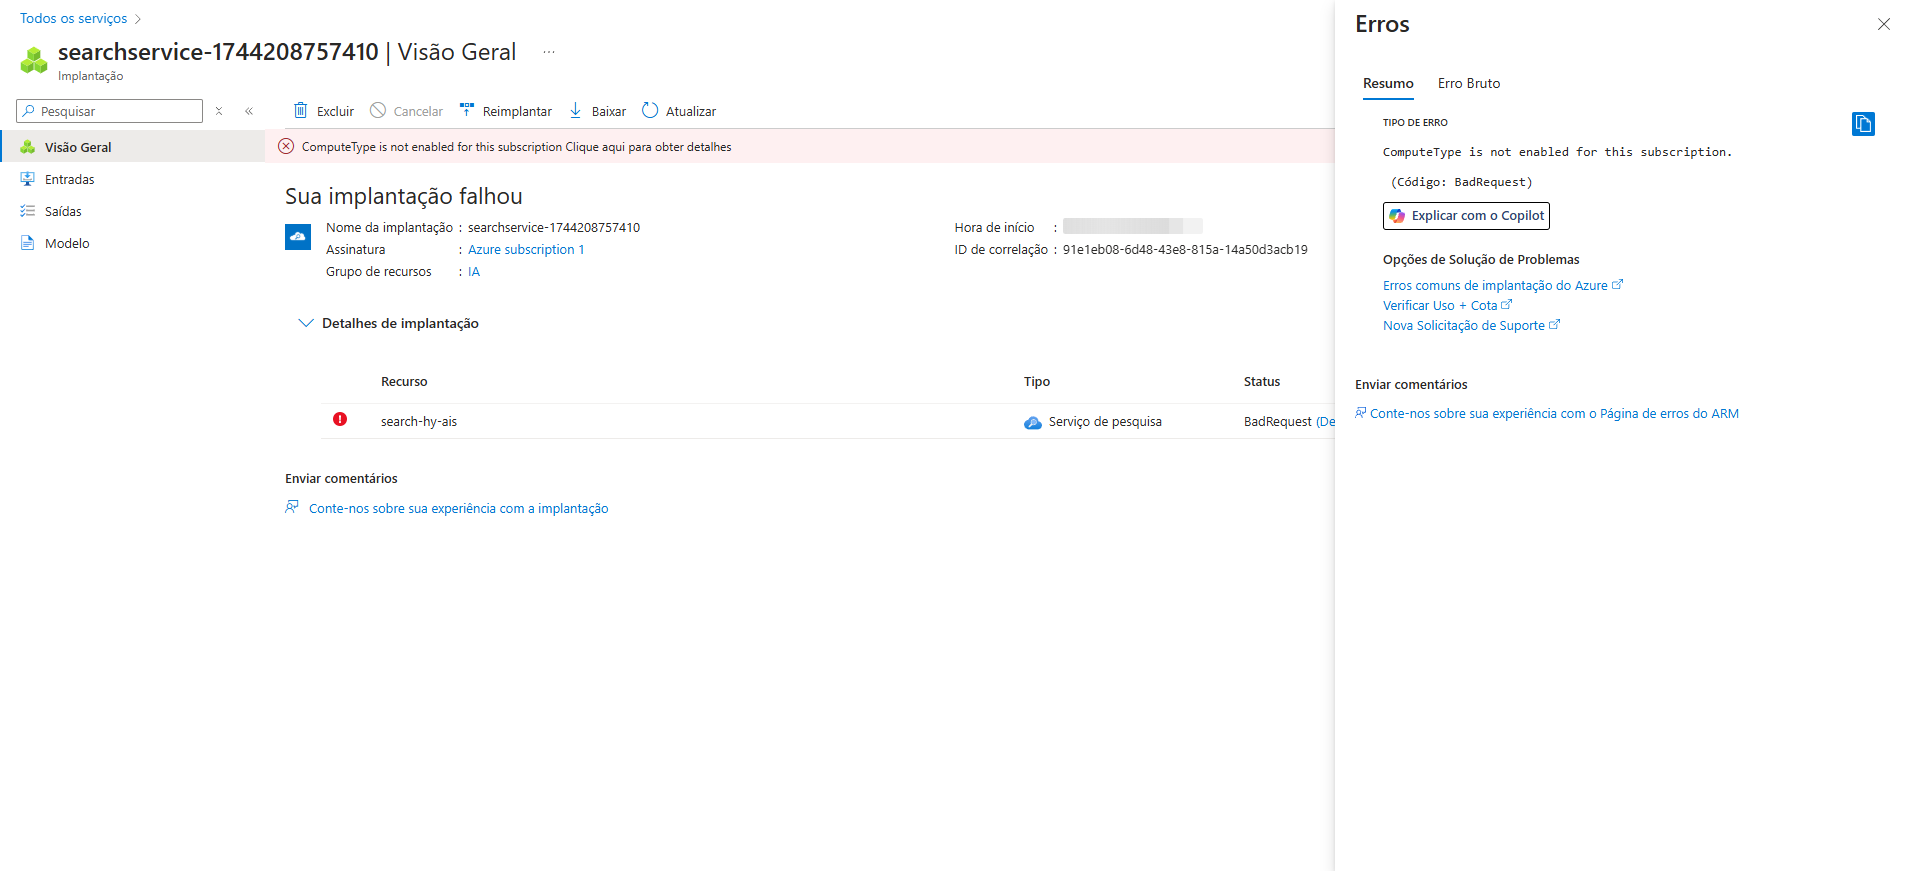 Todos os serviços
searchservice-1744208757410 | Visão Geral ...
Implantação
Pesquisar
Visão Geral
Entradas
Saídas
Modelo
Excluir Cancelar Reimplantar Baixar Atualizar
ComputeType is not enabled for this subscription Clique aqui para obter detalhes
Sua implantação falhou
Nome da implantação : searchservice-1744208757410
Assinatura : Azure subscription 1
Grupo de recursos : IA
Hora de início :
ID de correlação : 91e1eb08-6d48-43e8-815a-14a50d3acb19
Detalhes de implantação
Recurso Tipo Status
search-hy-ais Serviço de pesquisa BadRequest (De
Enviar comentários
Conte-nos sobre sua experiência com a implantação
Erros
Resumo Erro Bruto
TIPO DE ERRO
ComputeType is not enabled for this subscription.
(Código: BadRequest)
Explicar com o Copilot
Opções de Solução de Problemas
Erros comuns de implantação do Azure
Verificar Uso + Cota
Nova Solicitação de Suporte
Enviar comentários
Conte-nos sobre sua experiência com o Página de erros do ARM